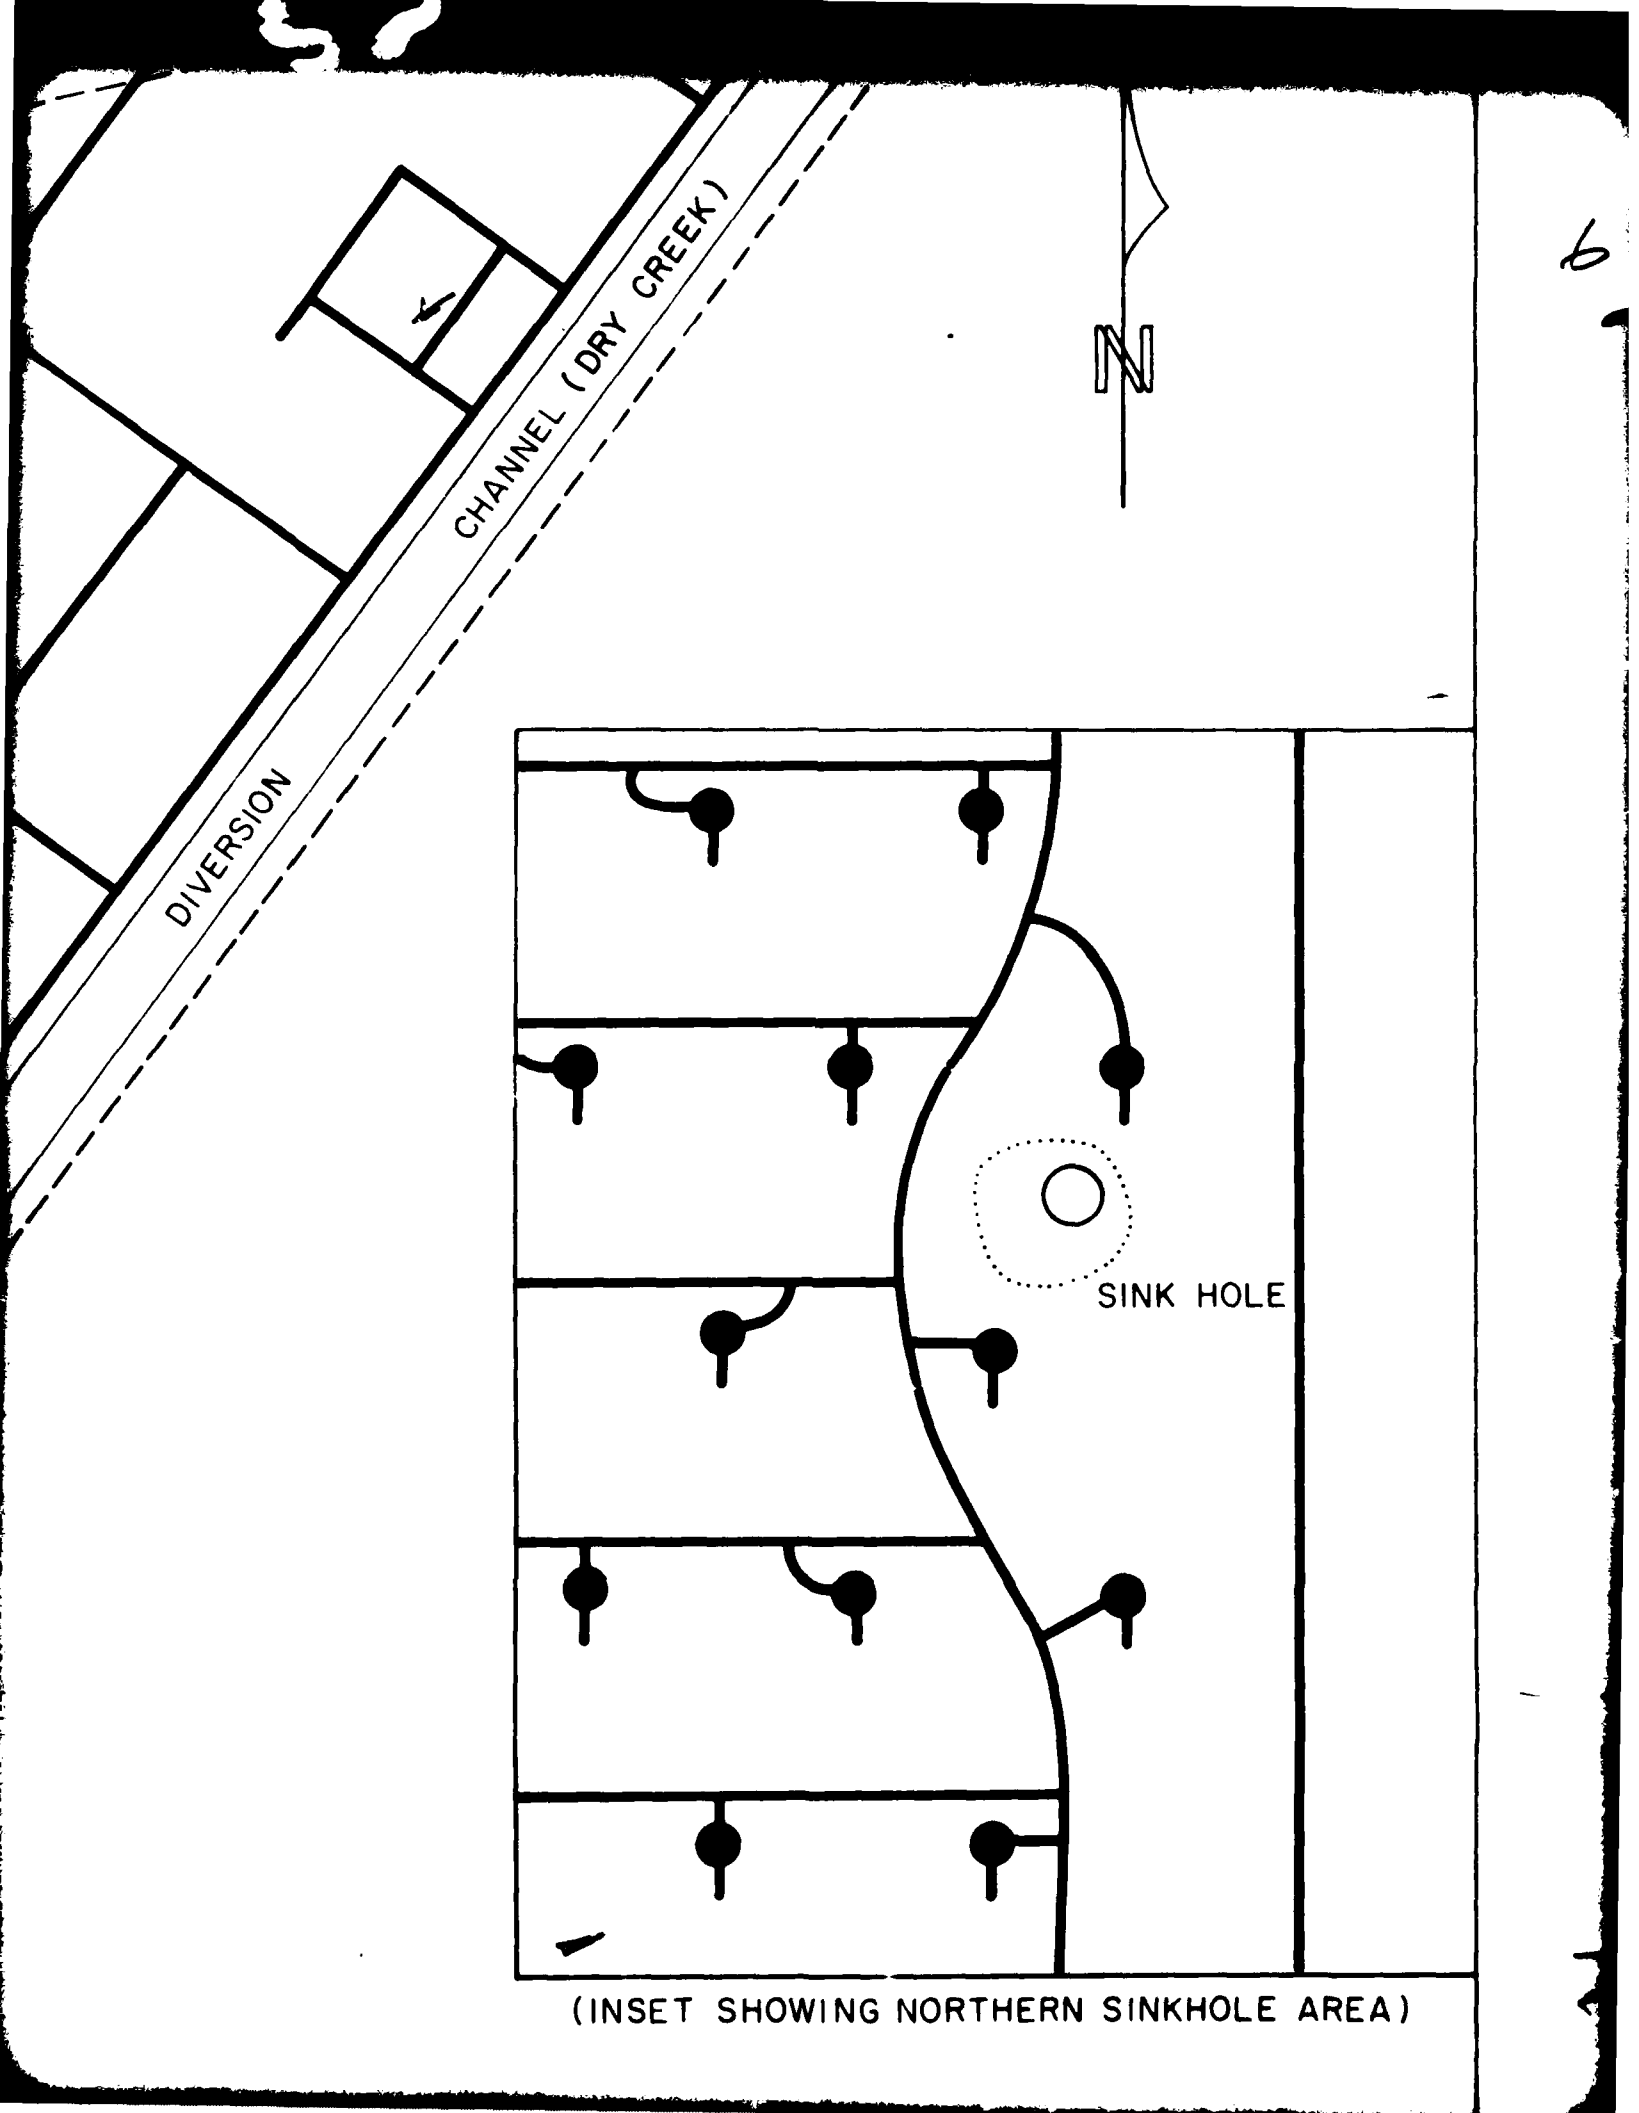 6
CHANNEL (DRY CREEK)
N
DIVERSION
SINK HOLE
(INSET SHOWING NORTHERN SINKHOLE AREA)